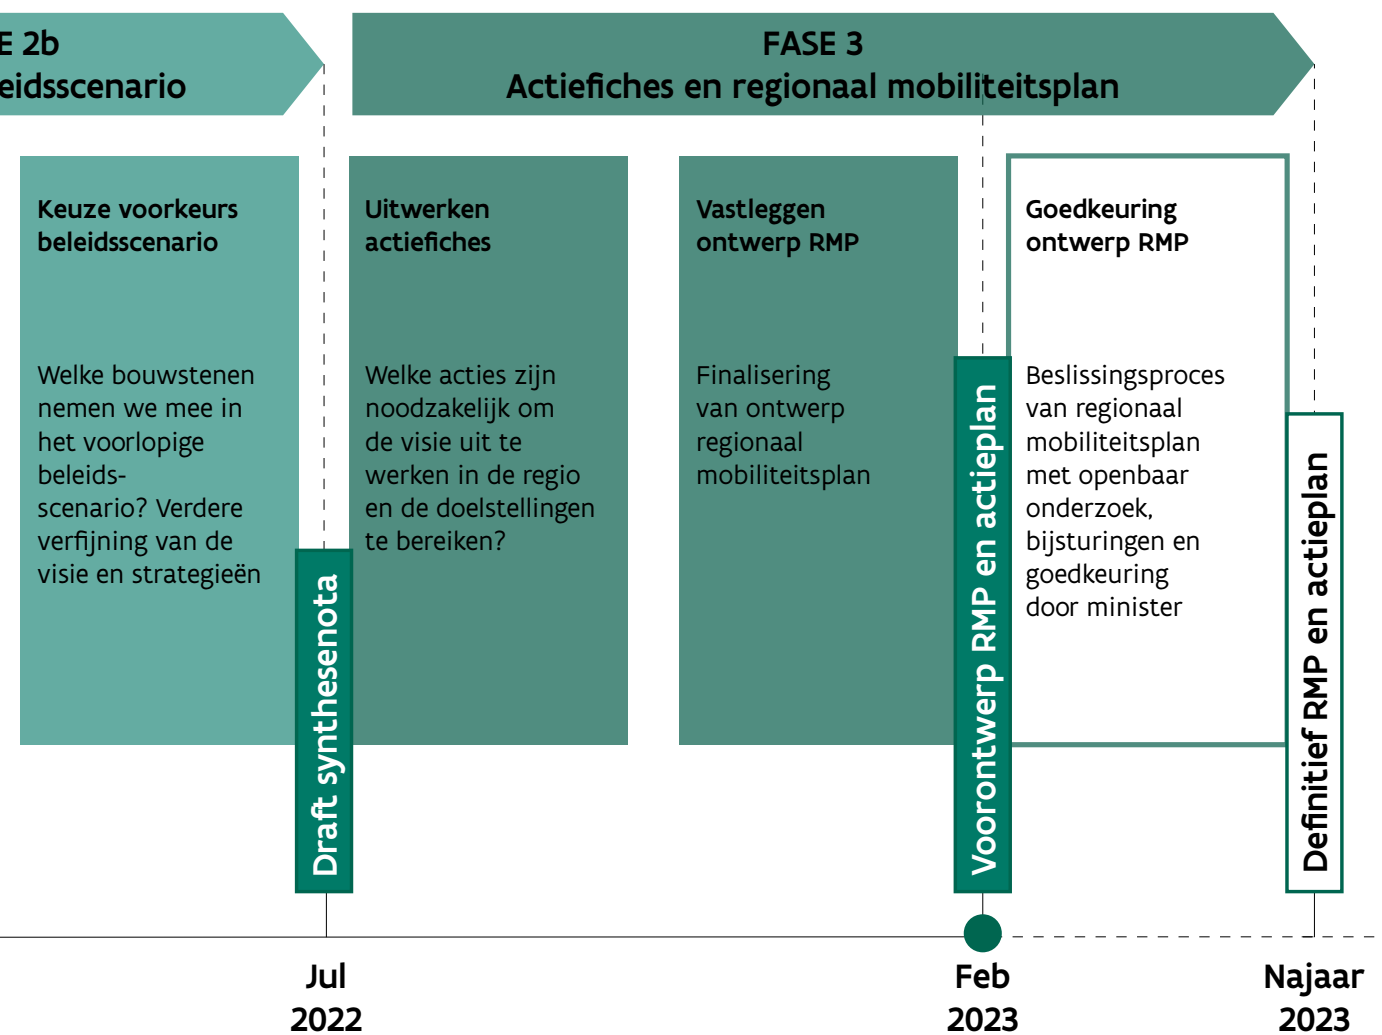 E 2b
eidsscenario
FASE 3
Actiefiches en regionaal mobiliteitsplan
Keuze voorkeurs
beleidsscenario
Welke bouwstenen
nemen we mee in
het voorlopige
beleids-
scenario? Verdere
verfijning van de
visie en strategieën
Draft synthesenota
Uitwerken
actiefiches
Welke acties zijn
noodzakelijk om
de visie uit te
werken in de regio
en de doelstellingen
te bereiken?
Vastleggen
ontwerp RMP
Finalisering
van ontwerp
regionaal
mobiliteitsplan
Voorontwerp RMP en actieplan
Goedkeuring
ontwerp RMP
Beslissingsproces
van regionaal
mobiliteitsplan
met openbaar
onderzoek,
bijsturingen en
goedkeuring
door minister
Definitief RMP en actieplan
Jul
2022
Feb
2023
Najaar
2023